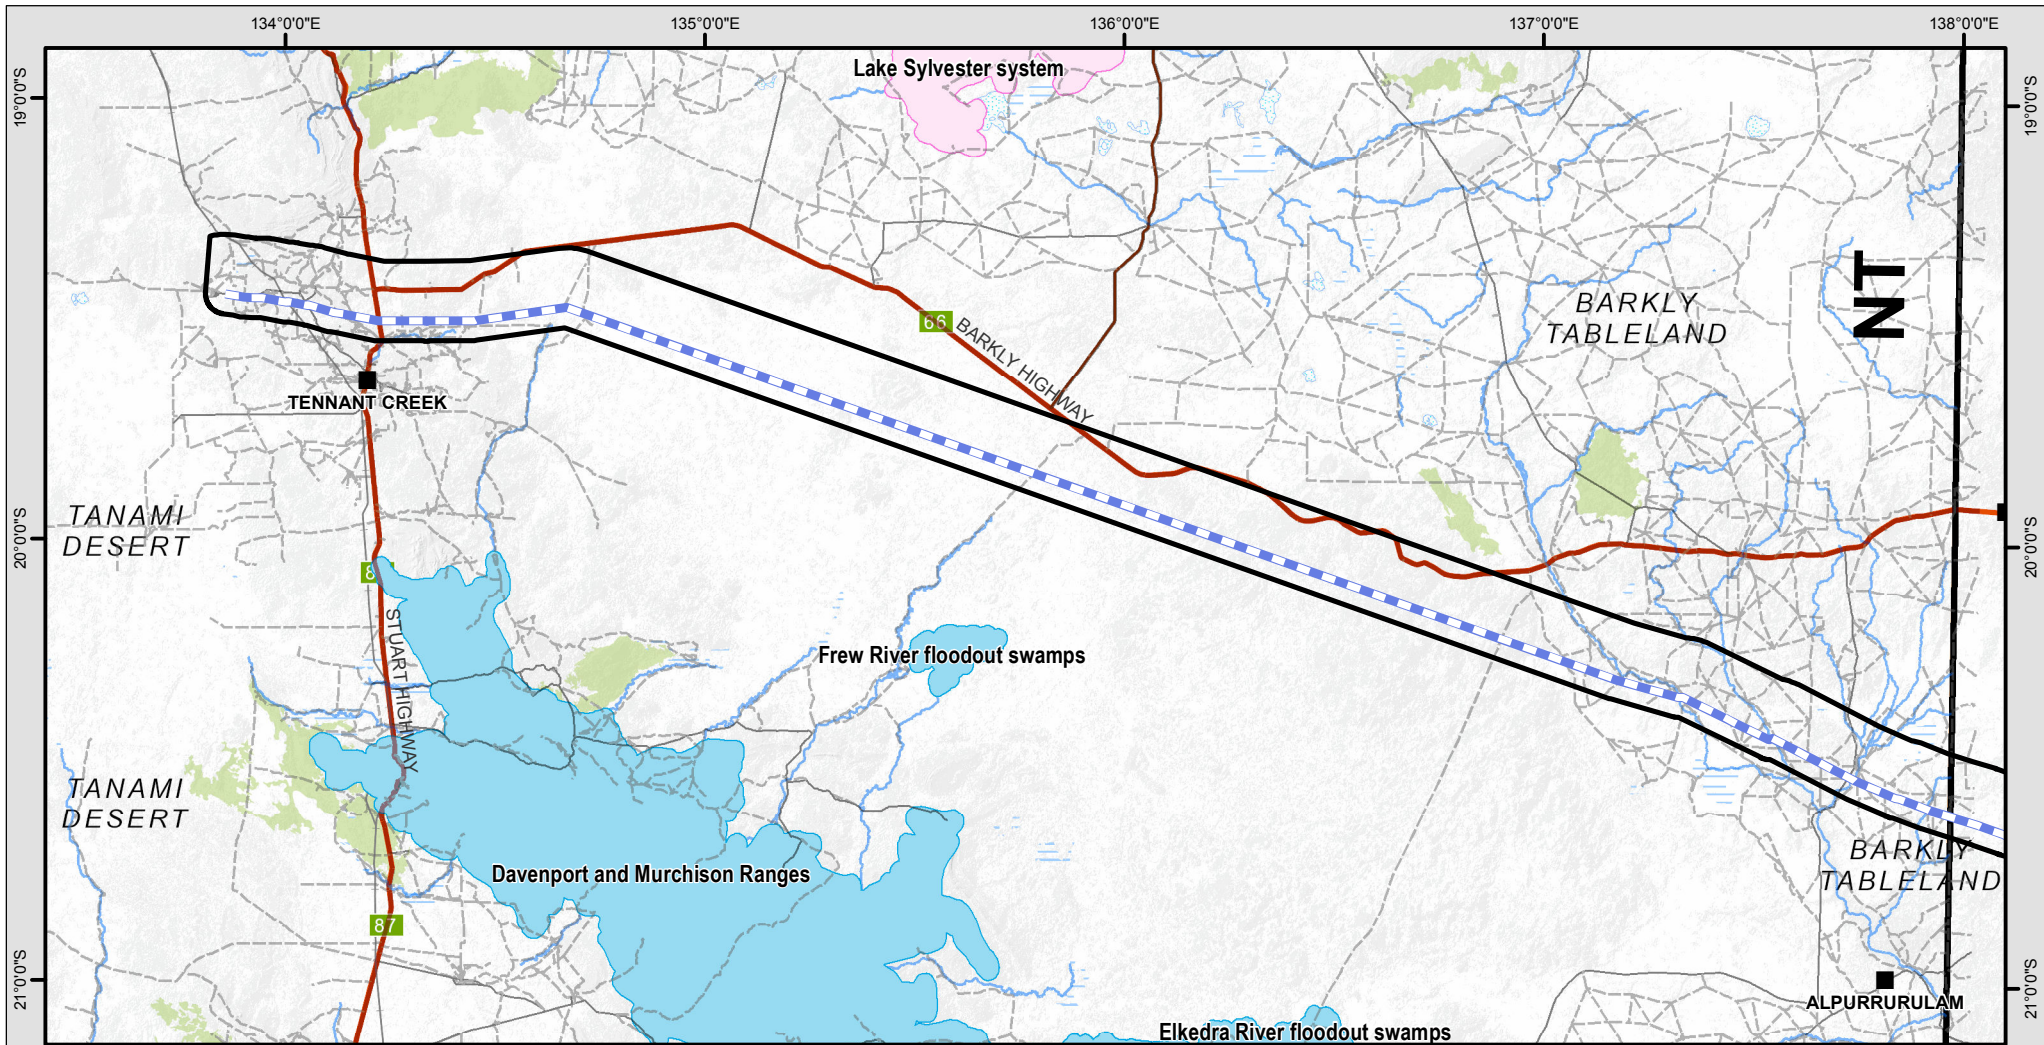 134°0'0"E
135°0'0"E
136°0'0"E
137°0'0"E
138°0'0"E
19°0'0"S
19°0'0"S
Lake Sylvester system
NT
BARKLY
TABLELAND
66
BARKLY HIGHWAY
TENNANT CREEK
TANAMI
DESERT
20°0'0"S
20°0'0"S
STUART HIGHWAY
Frew River floodout swamps
TANAMI
DESERT
Davenport and Murchison Ranges
BARKLY
TABLELAND
87
21°0'0"S
21°0'0"S
ALPURRURULAM
Elkedra River floodout swamps